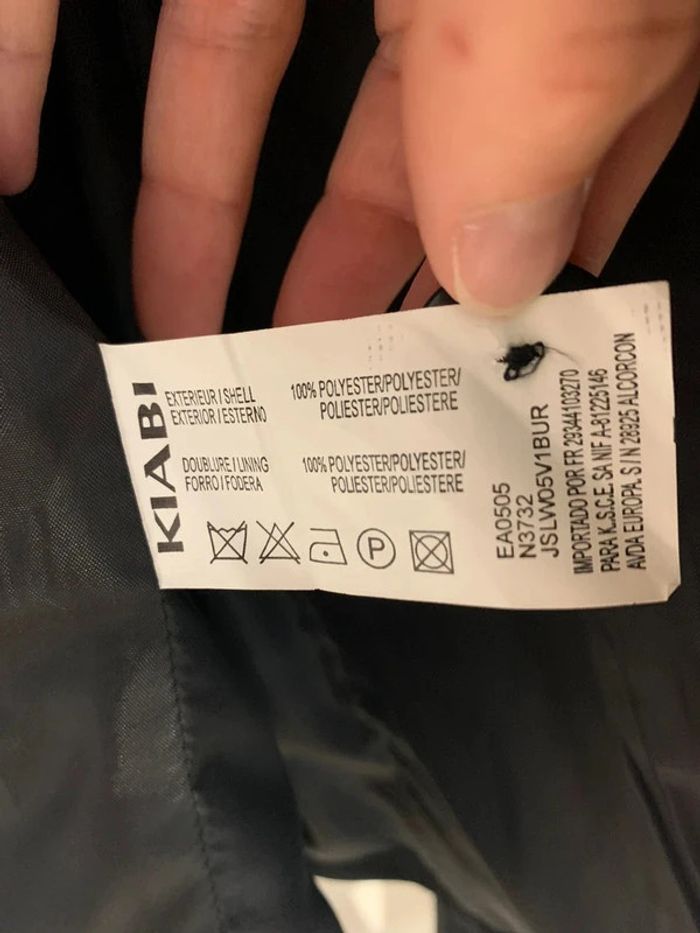 KIABI
EXTERIEUR / SHELL
EXTERIOR / ESTERNO
100% POLYESTER/POLYESTER/
POLIESTER/POLIESTERE
DOUBLURE / LINING
FORRO / FODERA
100% POLYESTER/POLYESTER/
POLIESTER/POLIESTERE
P
EA0505
N3732
JSLWO5V1BUR
IMPORTADO POR FR 29344103270
PARA K.S.C.E. SA NIF A-81225146
AVDA EUROPA. S / N 28925 ALCORCON